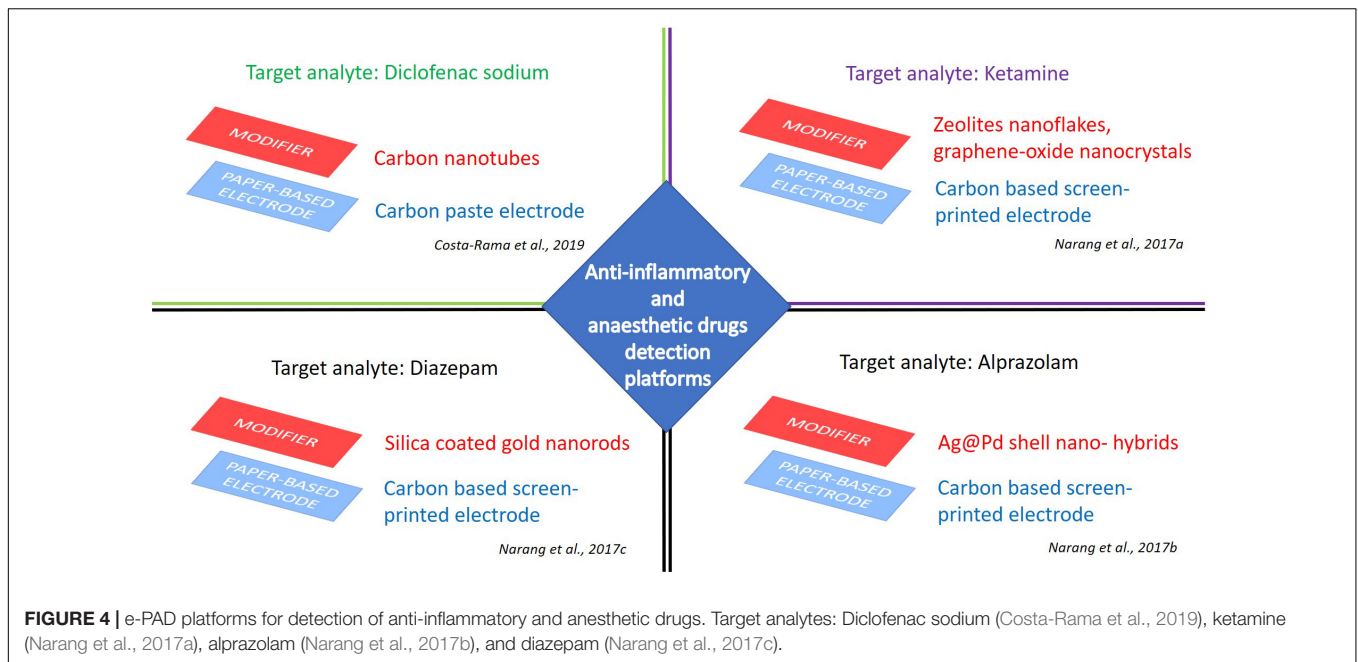 Target analyte: Diclofenac sodium
MODIFIER
PAPER-BASED
ELECTRODE
Carbon nanotubes
Carbon paste electrode
Costa-Rama et al., 2019
Target analyte: Ketamine
MODIFIER
PAPER-BASED
ELECTRODE
Zeolites nanoflakes,
graphene-oxide nanocrystals
Carbon based screen-
printed electrode
Narang et al., 2017a
Anti-inflammatory
and
anaesthetic drugs
detection
platforms
Target analyte: Diazepam
MODIFIER
PAPER-BASED
ELECTRODE
Silica coated gold nanorods
Carbon based screen-
printed electrode
Narang et al., 2017c
Target analyte: Alprazolam
MODIFIER
PAPER-BASED
ELECTRODE
Ag@Pd shell nano- hybrids
Carbon based screen-
printed electrode
Narang et al., 2017b
FIGURE 4 | e-PAD platforms for detection of anti-inflammatory and anesthetic drugs. Target analytes: Diclofenac sodium (Costa-Rama et al., 2019), ketamine
(Narang et al., 2017a), alprazolam (Narang et al., 2017b), and diazepam (Narang et al., 2017c).